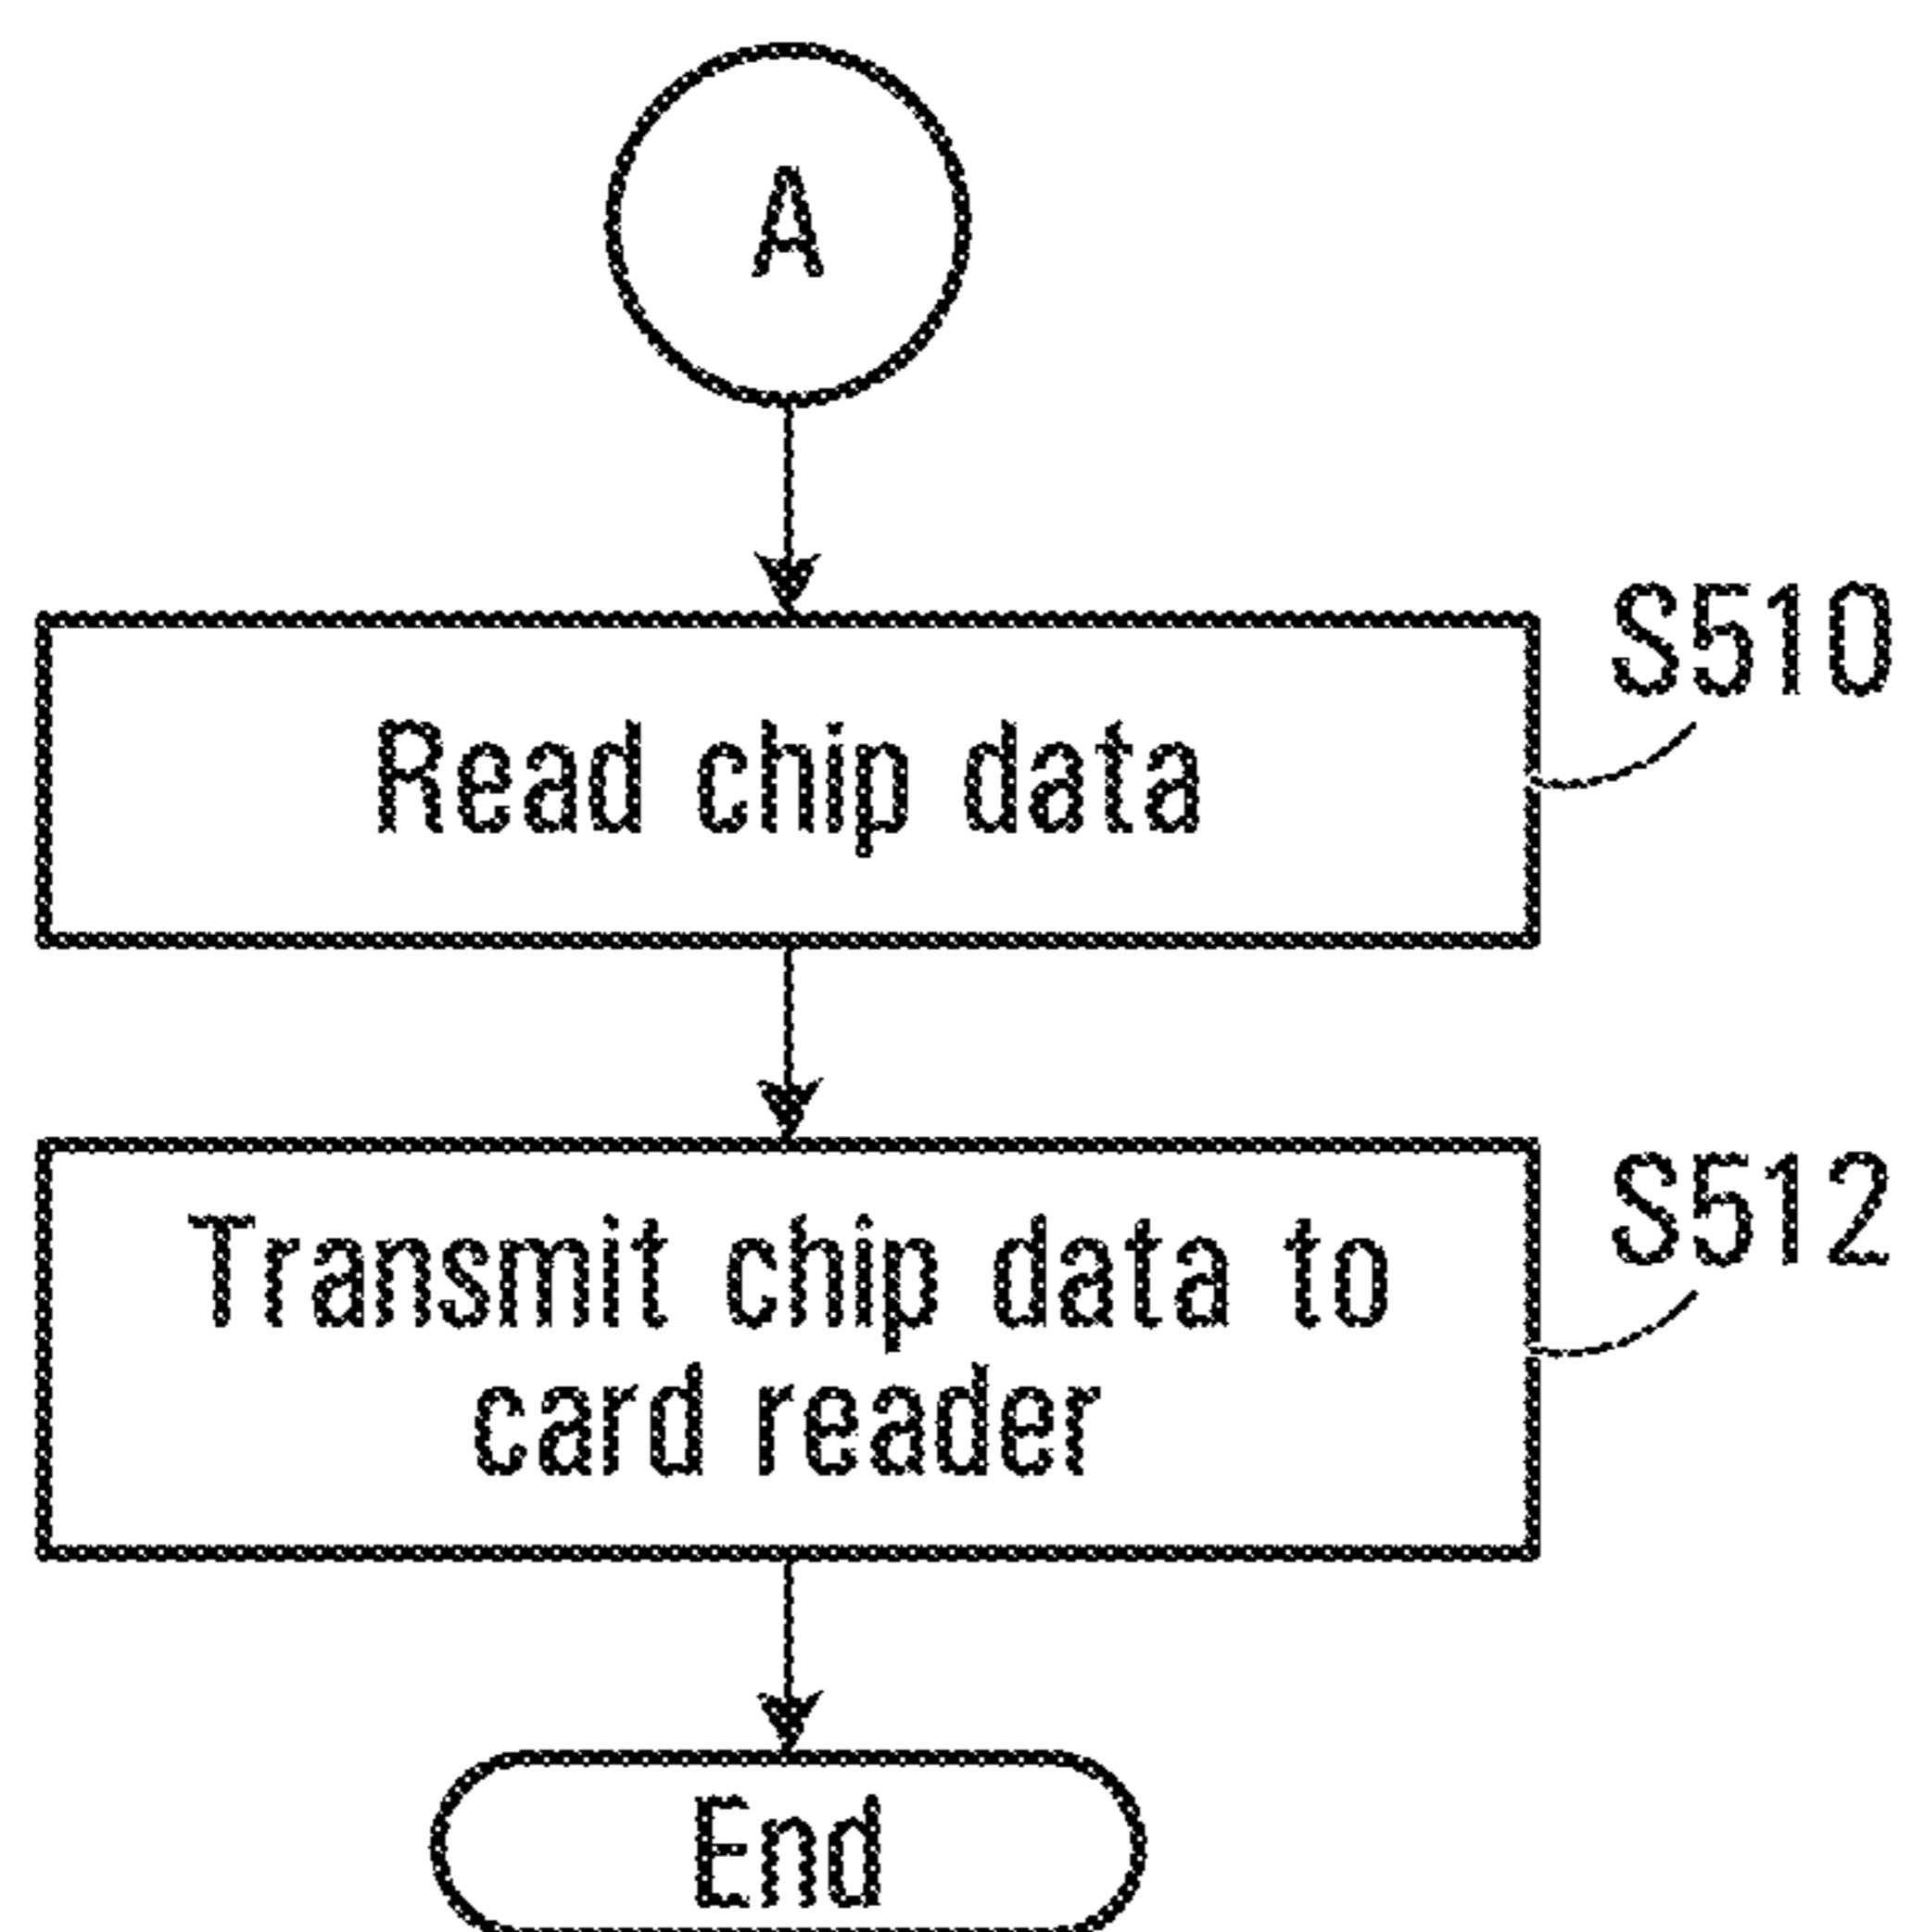 A
S510
Read chip data
S512
Transmit chip data to
card reader
End